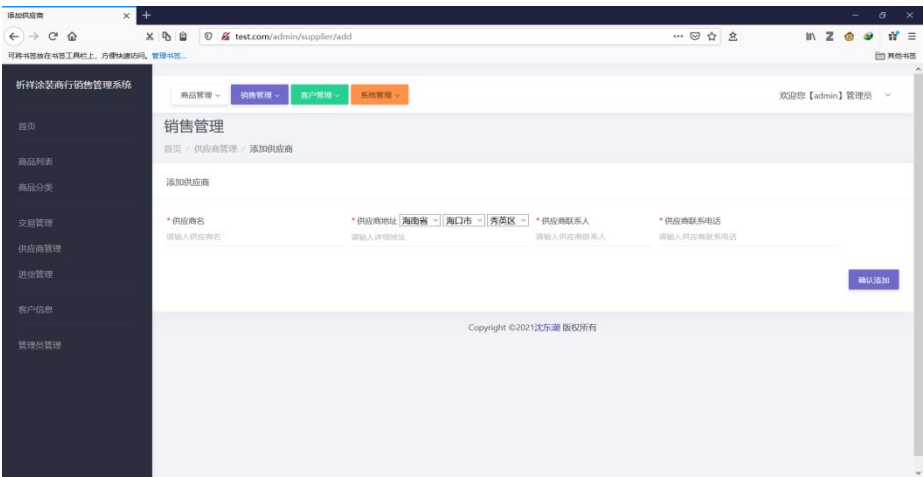 添加供应商
test.com/admin/supplier/add
可将书签放在书签工具栏上，方便快速访问。管理书签...
其他书签
祈祥涂装商行销售管理系统
商品管理 销售管理 客户管理 系统管理
欢迎您【admin】管理员
首页
商品列表
商品分类
交易管理
供应商管理
进货管理
客户信息
管理员管理
销售管理
首页 / 供应商管理 / 添加供应商
添加供应商
* 供应商名
请输入供应商名
* 供应商地址 海南省 海口市 秀英区
请输入详细地址
* 供应商联系人
请输入供应商联系人
* 供应商联系电话
请输入供应商联系电话
确认添加
Copyright ©2021沈东潮 版权所有